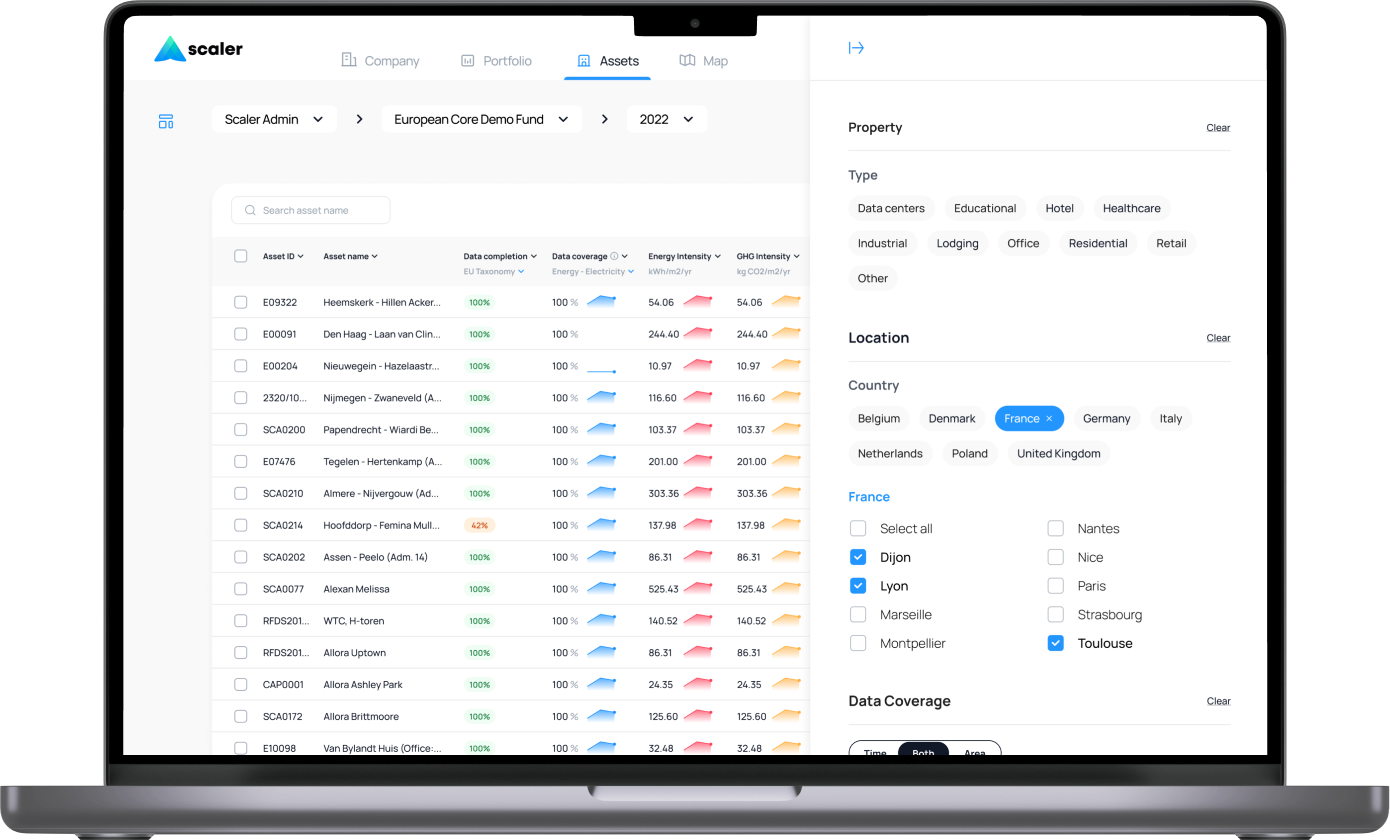 scaler
Company
Portfolio
Assets
Map
Scaler Admin
European Core Demo Fund
2022
Search asset name
Asset ID Asset name Data completion Data coverage Energy Intensity GHG Intensity
EU Taxonomy Energy - Electricity kWh/m2/yr kg CO2/m2/yr
E09322 Heemskerk - Hillen Acker... 100% 100 % 54.06 54.06
E00091 Den Haag - Laan van Clin... 100% 100 % 244.40 244.40
E00204 Nieuwegein - Hazelaastr... 100% 100 % 10.97 10.97
2320/10... Nijmegen - Zwaneveld (A... 100% 100 % 116.60 116.60
SCA0200 Papendrecht - Wiardi Be... 100% 100 % 103.37 103.37
E07476 Tegelen - Hertenkamp (A... 100% 100 % 201.00 201.00
SCA0210 Almere - Nijvergouw (Ad... 100% 100 % 303.36 303.36
SCA0214 Hoofddorp - Femina Mull... 42% 100 % 137.98 137.98
SCA0202 Assen - Peelo (Adm. 14) 100% 100 % 86.31 86.31
SCA0077 Alexan Melissa 100% 100 % 525.43 525.43
RFDS201... WTC, H-toren 100% 100 % 140.52 140.52
RFDS201... Allora Uptown 100% 100 % 86.31 86.31
CAP0001 Allora Ashley Park 100% 100 % 24.35 24.35
SCA0172 Allora Brittmoore 100% 100 % 125.60 125.60
E10098 Van Bylandt Huis (Office:... 100% 100 % 32.48 32.48
Property Clear
Type
Data centers Educational Hotel Healthcare
Industrial Lodging Office Residential Retail
Other
Location Clear
Country
Belgium Denmark France × Germany Italy
Netherlands Poland United Kingdom
France
Select all Nantes
Dijon Nice
Lyon Paris
Marseille Strasbourg
Montpellier Toulouse
Data Coverage Clear
Time Both Area